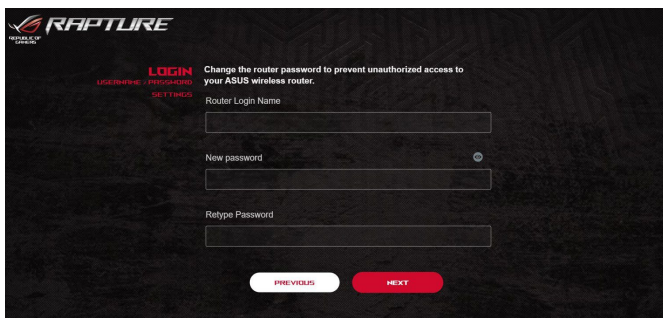 RAPTURE
REPUBLIC OF
GAMERS
LOGIN
USERNAME / PASSWORD
SETTINGS
Change the router password to prevent unauthorized access to
your ASUS wireless router.
Router Login Name
New password
Retype Password
PREVIOUS
NEXT